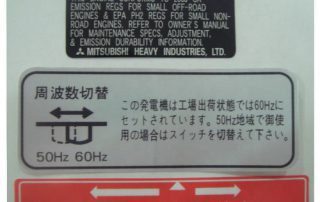 EMISSION REGS FOR SMALL OFF-ROAD
ENGINES & EPA PH2 REGS FOR SMALL NON-
ROAD ENGINES. REFER TO OWNER'S MANUAL
FOR MAINTENANCE SPECS, ADJUSTMENT,
& EMISSION DURABILITY INFORMATION.
MITSUBISHI HEAVY INDUSTRIES, LTD.
周波数切替
50Hz 60Hz
この発電機は工場出荷状態では60Hzに
セットされています。50Hz地域で御使
用の場合はスイッチを切替えて下さい。